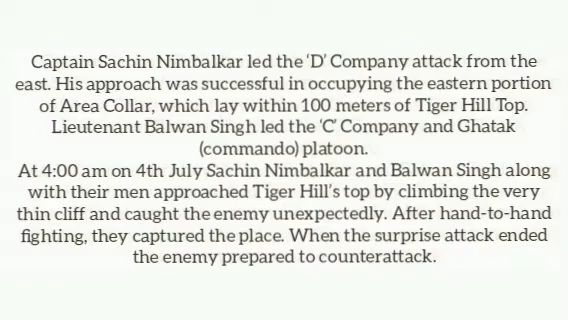 Captain Sachin Nimbalkar led the ‘D’ Company attack from the
east. His approach was successful in occupying the eastern portion
of Area Collar, which lay within 100 meters of Tiger Hill Top.
Lieutenant Balwan Singh led the ‘C’ Company and Ghatak
(commando) platoon.
At 4:00 am on 4th July Sachin Nimbalkar and Balwan Singh along
with their men approached Tiger Hill’s top by climbing the very
thin cliff and caught the enemy unexpectedly. After hand-to-hand
fighting, they captured the place. When the surprise attack ended
the enemy prepared to counterattack.